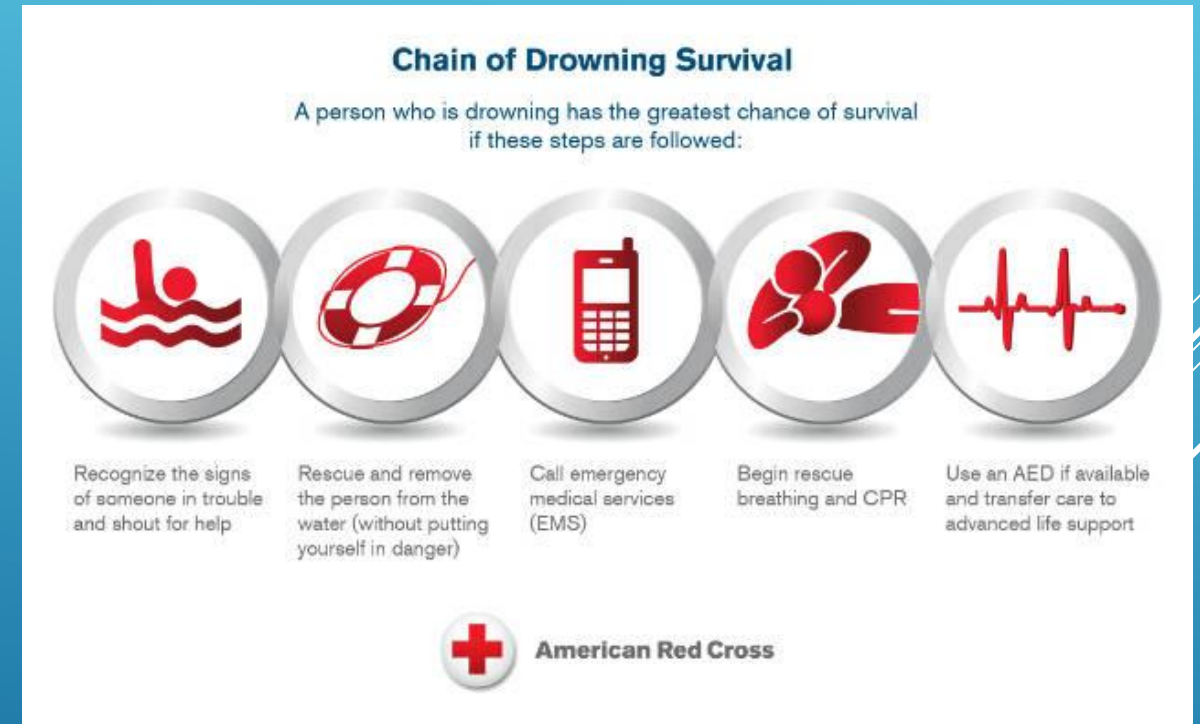 Chain of Drowning Survival
A person who is drowning has the greatest chance of survival
if these steps are followed:
Recognize the signs
of someone in trouble
and shout for help
Rescue and remove
the person from the
water (without putting
yourself in danger)
Call emergency
medical services
(EMS)
Begin rescue
breathing and CPR
Use an AED if available
and transfer care to
advanced life support
American Red Cross